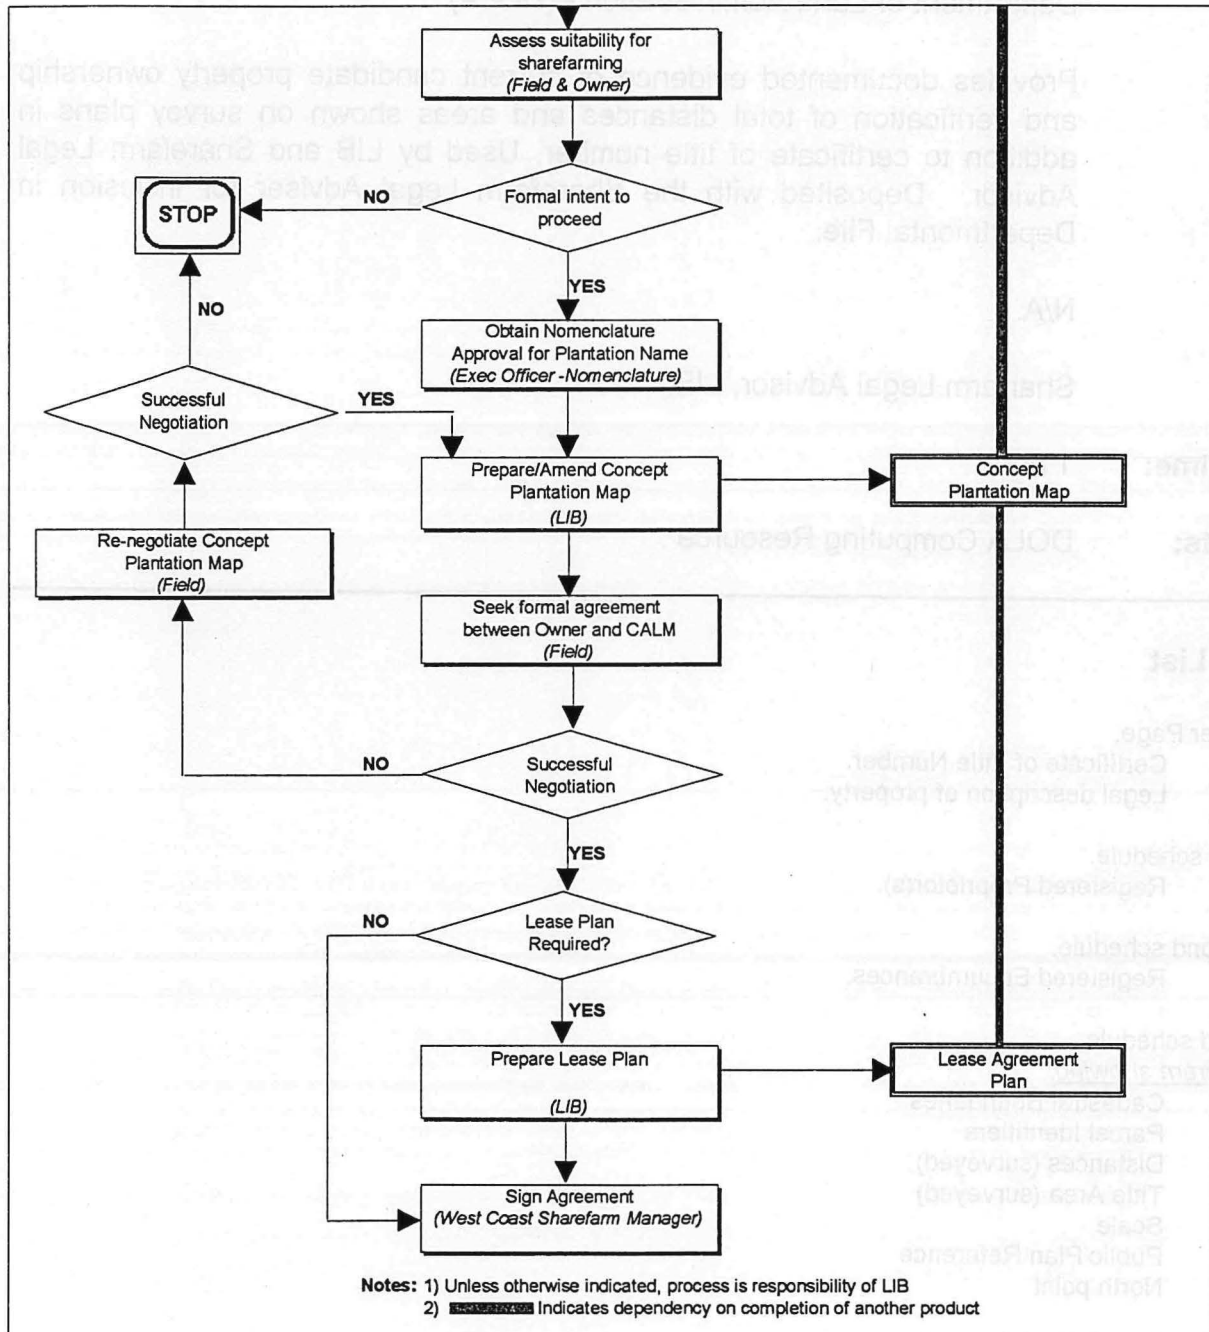 Assess suitability for
sharefarming
(Field & Owner)
Formal intent to
proceed
NO
STOP
YES
NO
Obtain Nomenclature
Approval for Plantation Name
(Exec Officer -Nomenclature)
Successful
Negotiation
YES
Prepare/Amend Concept
Plantation Map
(LIB)
Concept
Plantation Map
Re-negotiate Concept
Plantation Map
(Field)
Seek formal agreement
between Owner and CALM
(Field)
NO
Successful
Negotiation
YES
NO
Lease Plan
Required?
YES
Prepare Lease Plan
(LIB)
Lease Agreement
Plan
Sign Agreement
(West Coast Sharefarm Manager)
Notes: 1) Unless otherwise indicated, process is responsibility of LIB
2) Indicates dependency on completion of another product